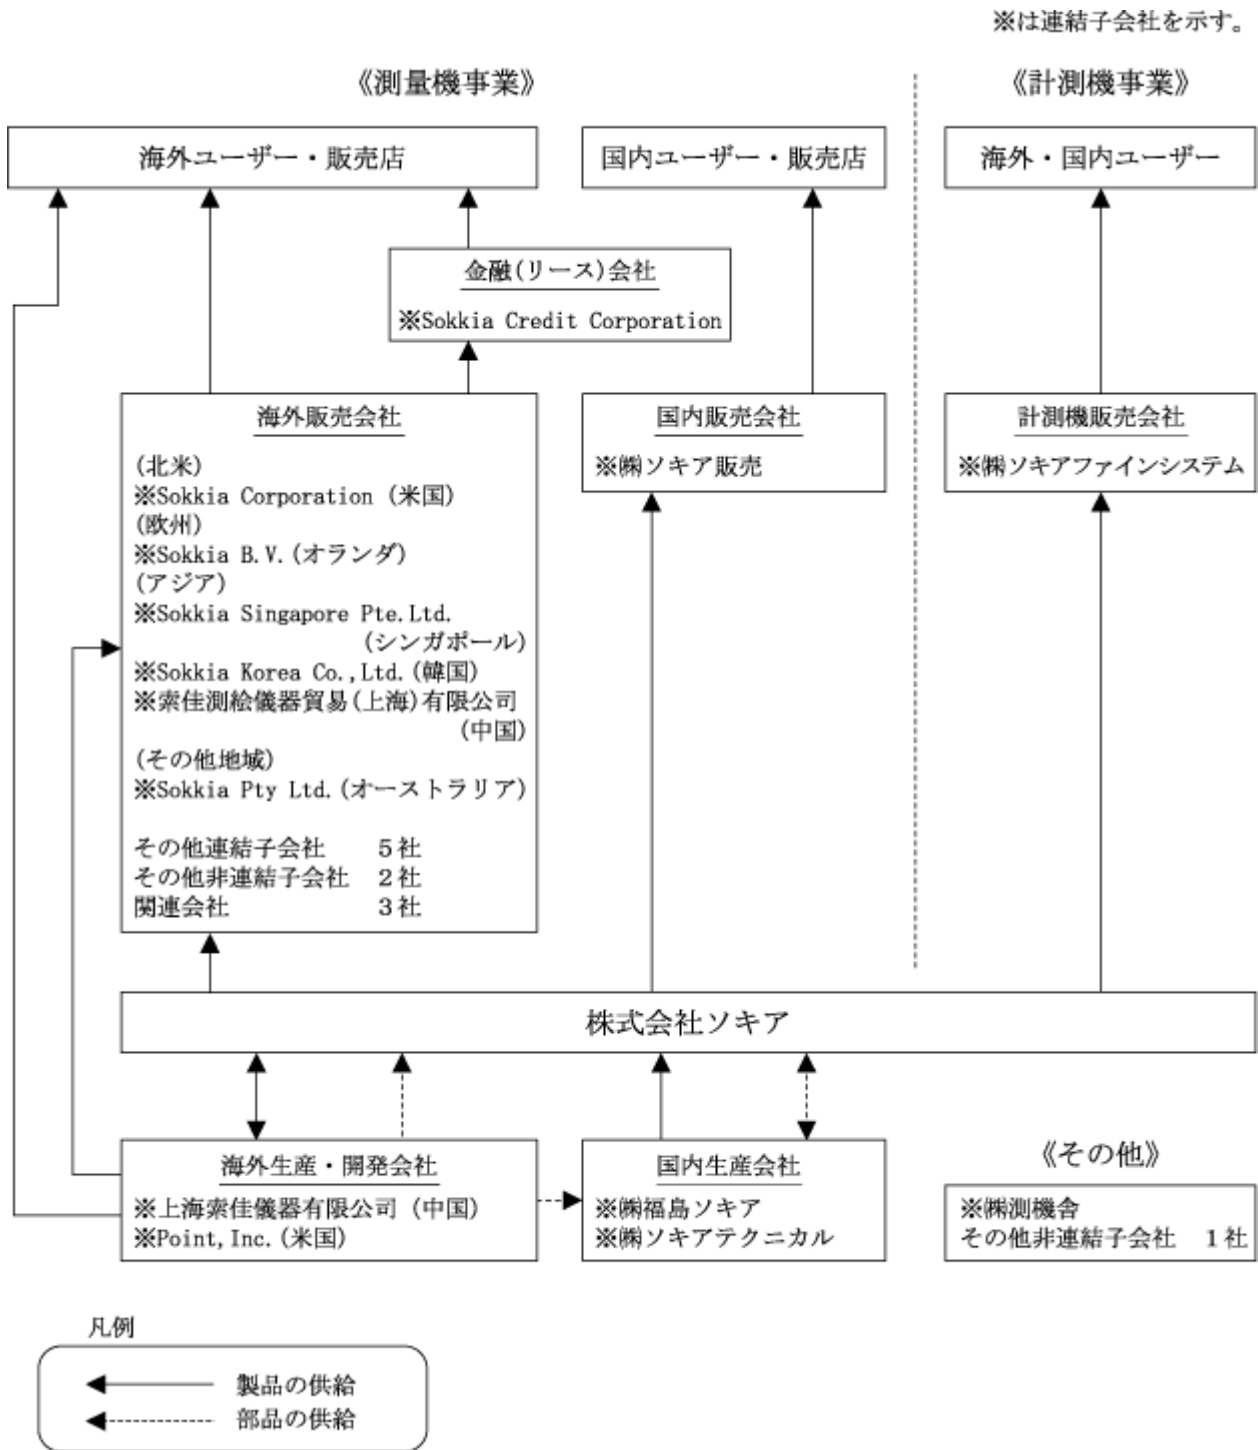 ※は連結子会社を示す。
《測量機事業》
《計測機事業》
海外ユーザー・販売店
国内ユーザー・販売店
海外・国内ユーザー
金融(リース)会社
※Sokkia Credit Corporation
海外販売会社
(北米)
※Sokkia Corporation (米国)
(欧州)
※Sokkia B.V.(オランダ)
(アジア)
※Sokkia Singapore Pte.Ltd.
(シンガポール)
※Sokkia Korea Co.,Ltd.(韓国)
※索佳測絵儀器貿易(上海)有限公司
(中国)
(その他地域)
※Sokkia Pty Ltd.(オーストラリア)
その他連結子会社 5社
その他非連結子会社 2社
関連会社 3社
国内販売会社
※㈱ソキア販売
計測機販売会社
※㈱ソキアファインシステム
株式会社ソキア
海外生産・開発会社
※上海索佳儀器有限公司 (中国)
※Point,Inc.(米国)
国内生産会社
※㈱福島ソキア
※㈱ソキアテクニカル
《その他》
※㈱測機舎
その他非連結子会社 1社
凡例
製品の供給
部品の供給